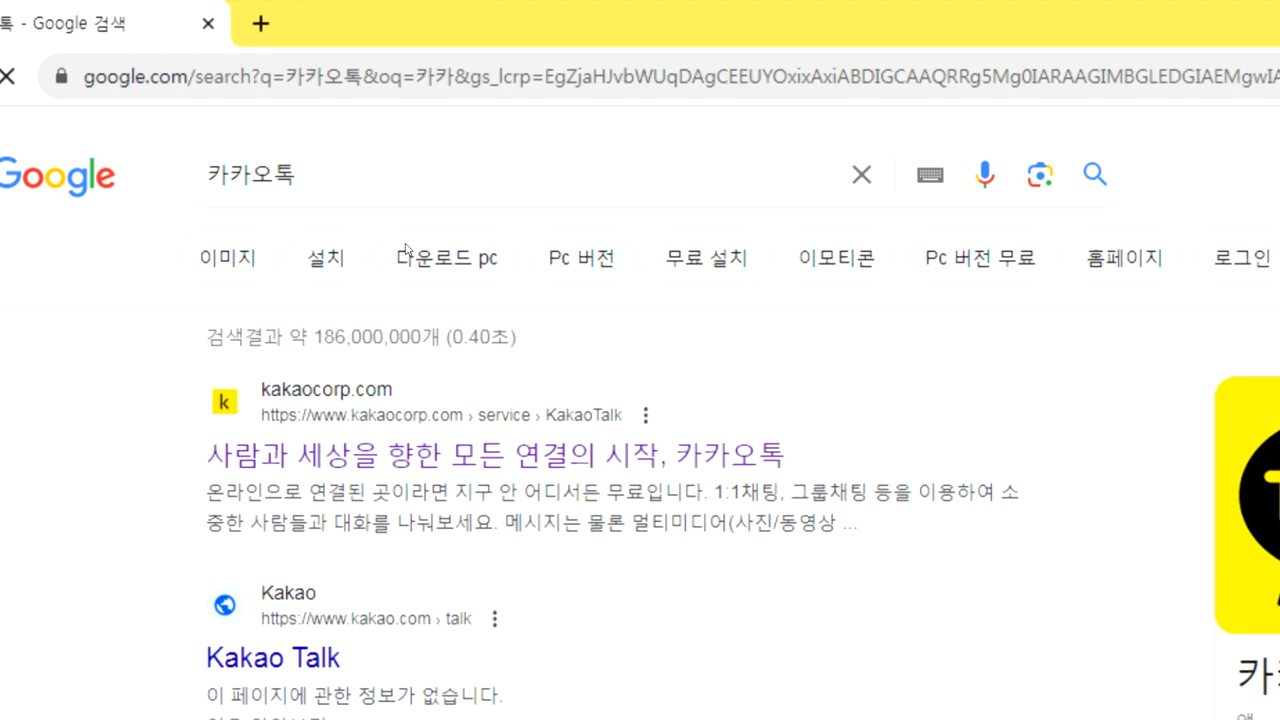 톡 - Google 검색
google.com/search?q=카카오톡&oq=카카&gs_lcrp=EgZjaHJvbWUqDAgCEEUYOxixAxiABDIGCAAQRRg5Mg0IARAAGIMBGLEDGIAEMgwIA
Google
카카오톡
이미지 설치 다운로드 pc Pc 버전 무료 설치 이모티콘 Pc 버전 무료 홈페이지 로그인
검색결과 약 186,000,000개 (0.40초)
k
kakaocorp.com
https://www.kakaocorp.com › service › KakaoTalk
사람과 세상을 향한 모든 연결의 시작, 카카오톡
온라인으로 연결된 곳이라면 지구 안 어디서든 무료입니다. 1:1채팅, 그룹채팅 등을 이용하여 소
중한 사람들과 대화를 나눠보세요. 메시지는 물론 멀티미디어(사진/동영상 ...
Kakao
https://www.kakao.com › talk
Kakao Talk
이 페이지에 관한 정보가 없습니다.